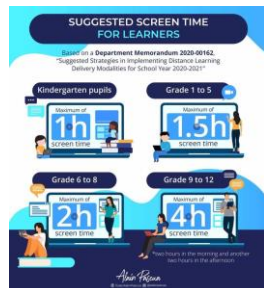 SUGGESTED SCREEN TIME
FOR LEARNERS
Based on a Department Memorandum 2020-00162,
"Suggested Strategies in Implementing Distance Learning
Delivery Modalities for School Year 2020-2021"
Kindergarten pupils
Maximum of
1h
screen time
Grade 1 to 5
Maximum of
1.5h
screen time
Grade 6 to 8
Maximum of
2h
screen time
Grade 9 to 12
Maximum of
4h
screen time
*two hours in the morning and another
two hours in the afternoon
Alain Pascua